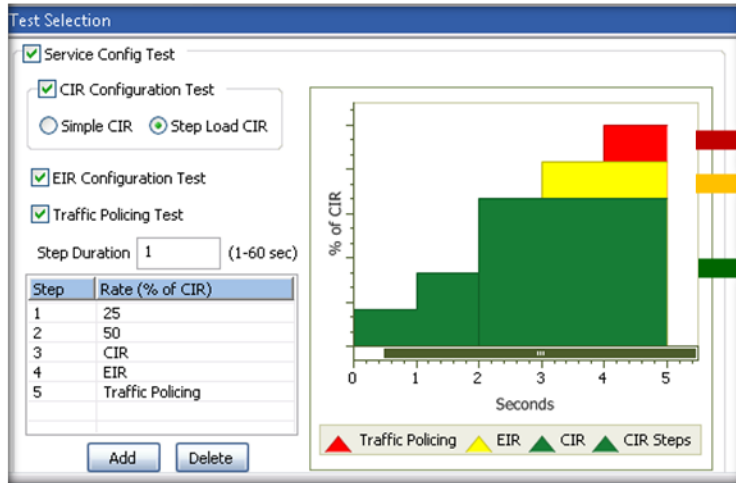 Test Selection
Service Config Test
CIR Configuration Test
Simple CIR Step Load CIR
EIR Configuration Test
Traffic Policing Test
Step Duration 1 (1-60 sec)
Step Rate (% of CIR)
1 25
2 50
3 CIR
4 EIR
5 Traffic Policing
Add Delete
% of CIR
0 1 2 3 4 5
Seconds
Traffic Policing EIR CIR CIR Steps